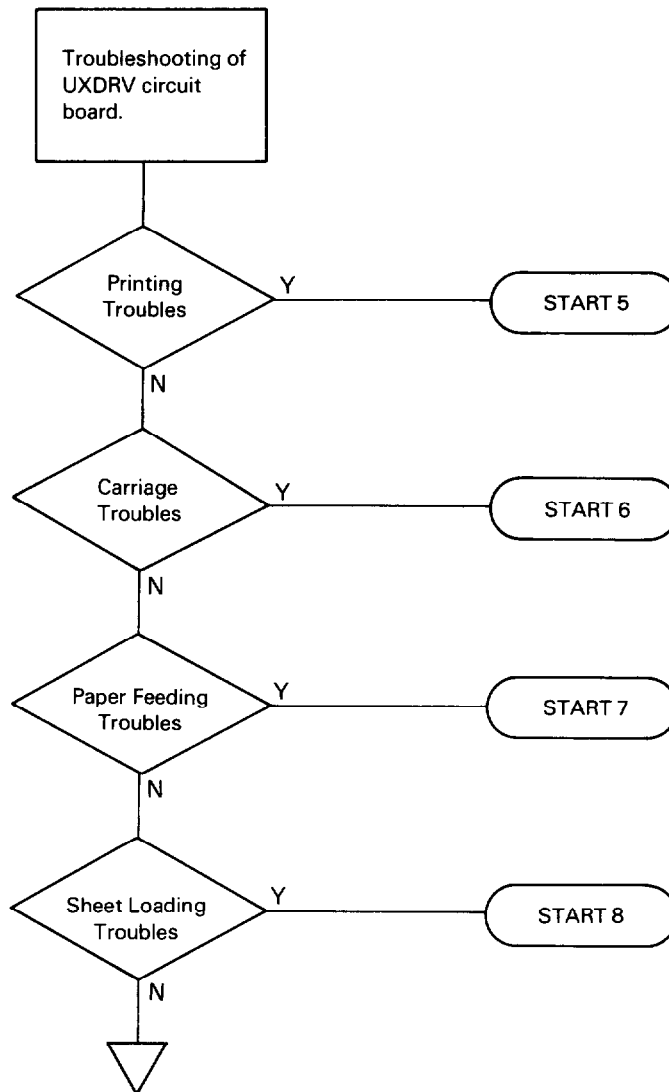 Troubleshooting of
UXDRV circuit
board.
Printing
Troubles
Y
START 5
N
Carriage
Troubles
Y
START 6
N
Paper Feeding
Troubles
Y
START 7
N
Sheet Loading
Troubles
Y
START 8
N